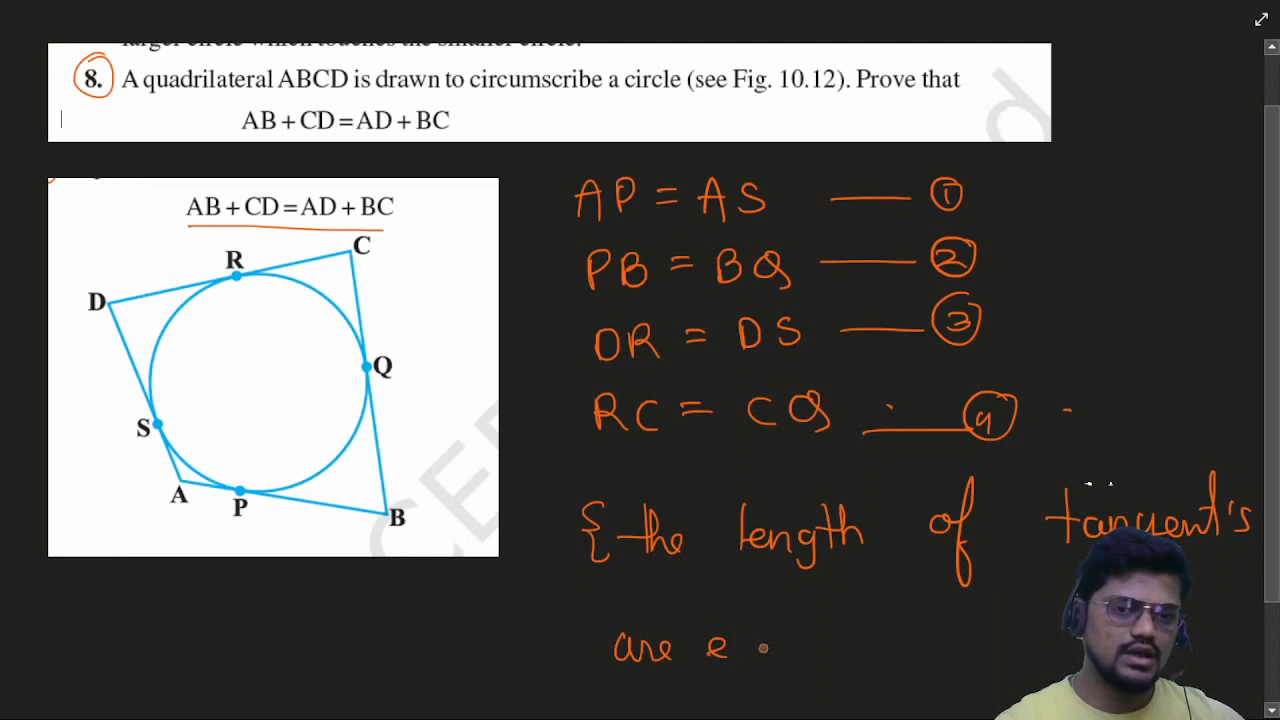 larger circle which touches the smaller circle.
8. A quadrilateral ABCD is drawn to circumscribe a circle (see Fig. 10.12). Prove that
AB + CD = AD + BC
AB + CD = AD + BC
R
C
D
Q
S
A
P
B
AP = AS —— 1
PB = BQ —— 2
DR = DS —— 3
RC = CQ —— 4
{ the length of tangent's
are e